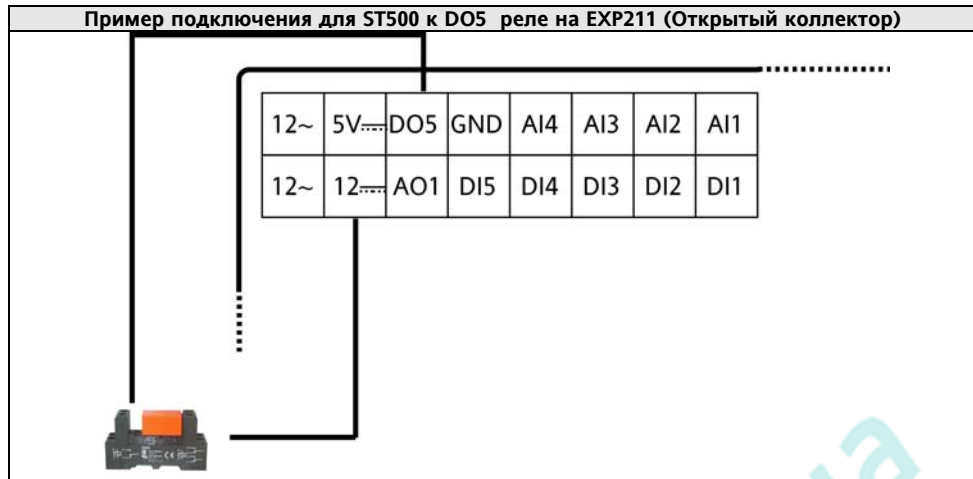 Пример подключения для ST500 к DO5 реле на EXP211 (Открытый коллектор)
12~ 5V⎓ DO5 GND AI4 AI3 AI2 AI1
12~ 12⎓ AO1 DI5 DI4 DI3 DI2 DI1